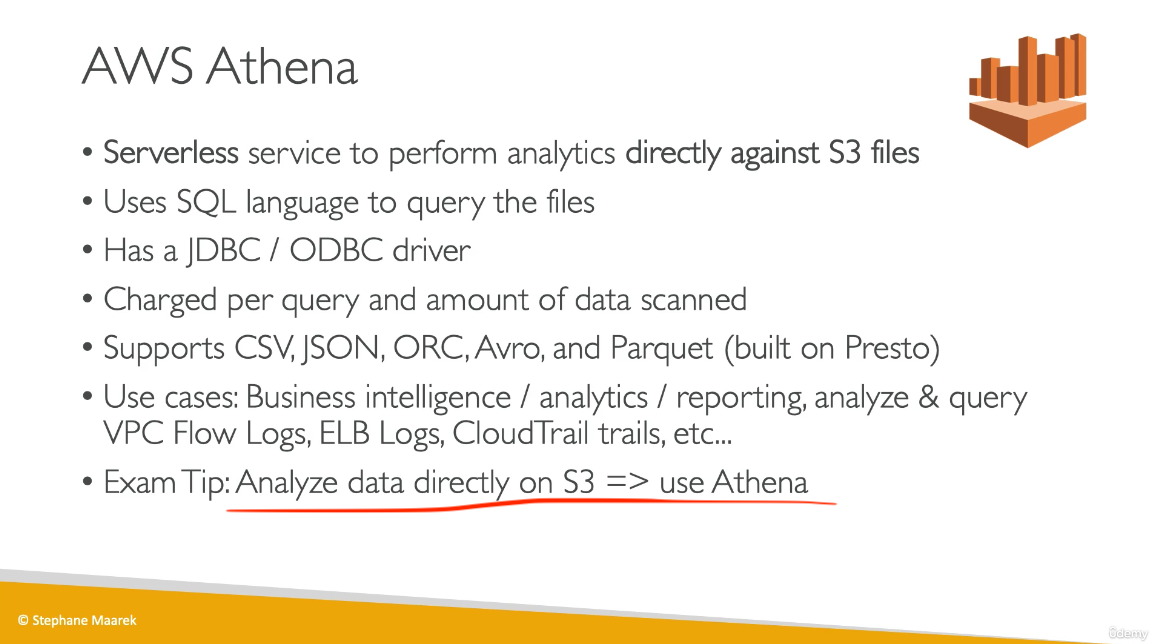 AWS Athena
• Serverless service to perform analytics directly against S3 files
• Uses SQL language to query the files
• Has a JDBC / ODBC driver
• Charged per query and amount of data scanned
• Supports CSV, JSON, ORC, Avro, and Parquet (built on Presto)
• Use cases: Business intelligence / analytics / reporting, analyze & query
VPC Flow Logs, ELB Logs, CloudTrail trails, etc...
• Exam Tip: Analyze data directly on S3 => use Athena
© Stephane Maarek
ûdemy